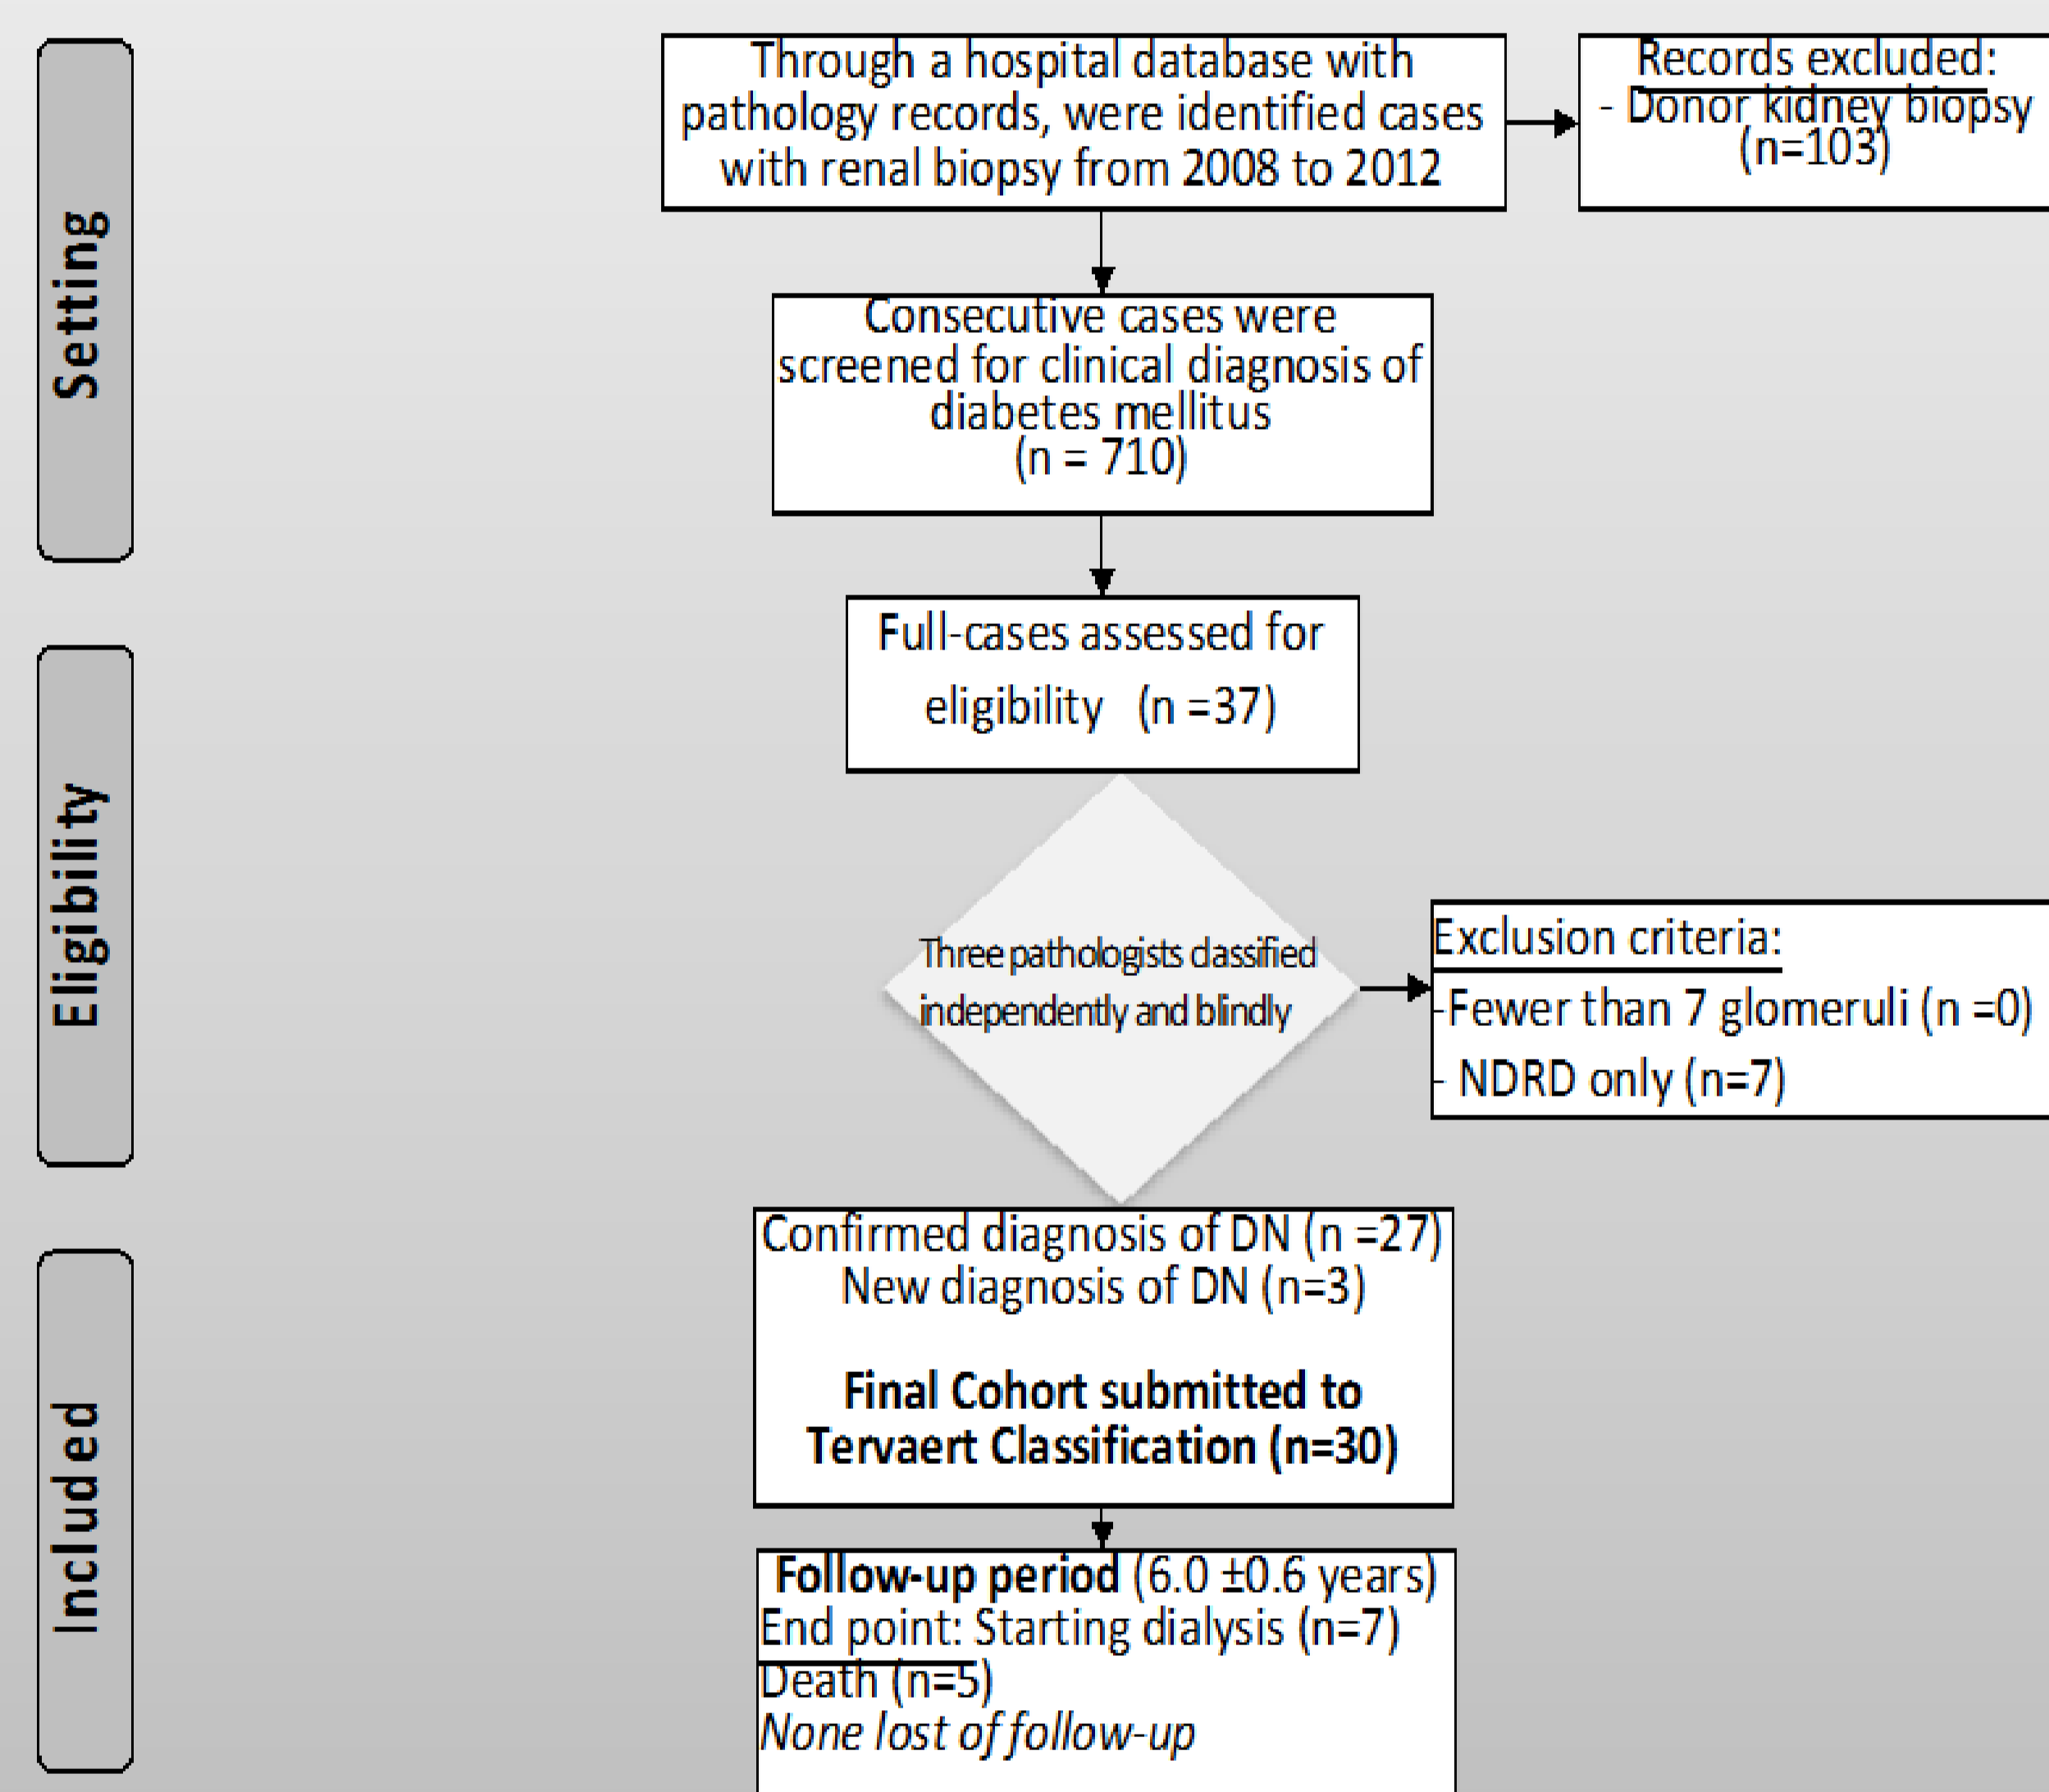 Setting
Through a hospital database with
pathology records, were identified cases
with renal biopsy from 2008 to 2012
Records excluded:
- Donor kidney biopsy
(n=103)
Consecutive cases were
screened for clinical diagnosis of
diabetes mellitus
(n = 710)
Eligibility
Full-cases assessed for
eligibility (n =37)
Three pathologists classified
independently and blindly
Exclusion criteria:
-Fewer than 7 glomeruli (n =0)
- NDRD only (n=7)
Included
Confirmed diagnosis of DN (n =27)
New diagnosis of DN (n=3)
Final Cohort submitted to
Tervaert Classification (n=30)
Follow-up period (6.0 ±0.6 years)
End point: Starting dialysis (n=7)
Death (n=5)
None lost of follow-up